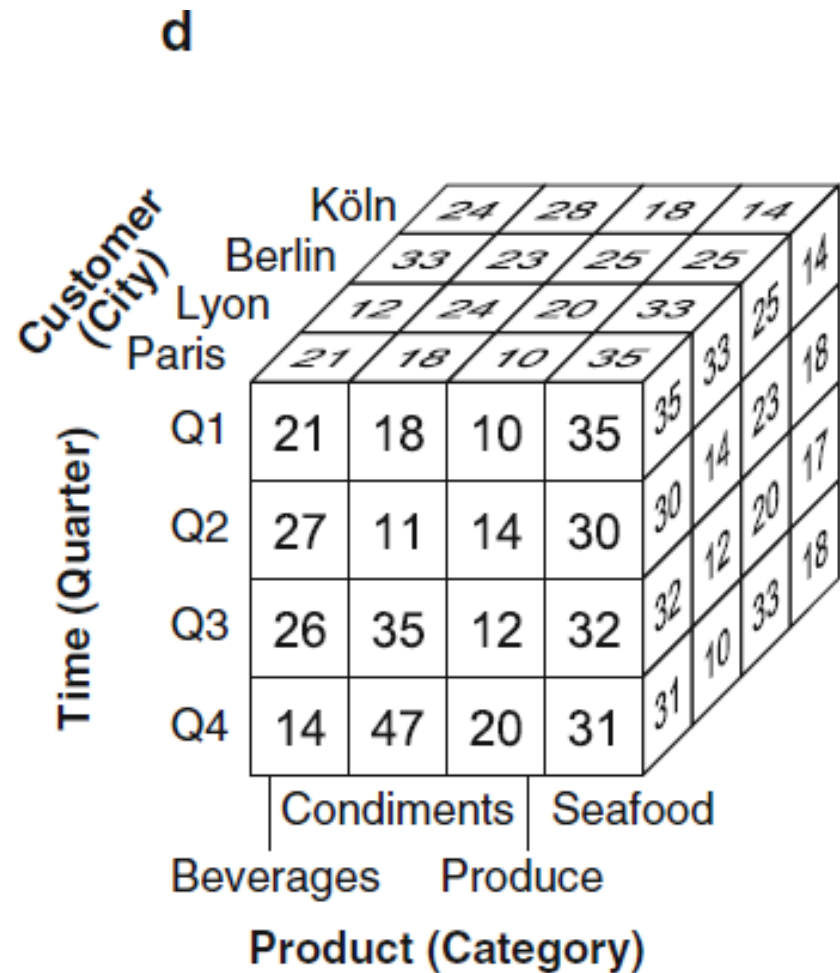 d
Customer
(City)
Köln 24 28 18 14
Berlin 33 23 25 25
Lyon 12 24 20 33
Paris 21 18 10 35
Time (Quarter)
Q1 21 18 10 35
Q2 27 11 14 30
Q3 26 35 12 32
Q4 14 47 20 31
35 33 25 14
30 14 23 18
32 12 20 17
31 10 33 18
Condiments Seafood
Beverages Produce
Product (Category)